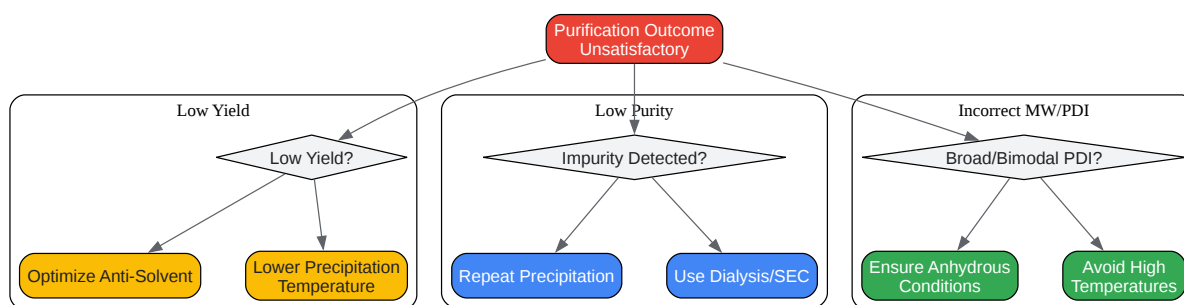 Purification Outcome
Unsatisfactory
Low Yield
Low Purity
Incorrect MW/PDI
Low Yield?
Impurity Detected?
Broad/Bimodal PDI?
Optimize Anti-Solvent
Lower Precipitation
Temperature
Repeat Precipitation
Use Dialysis/SEC
Ensure Anhydrous
Conditions
Avoid High
Temperatures